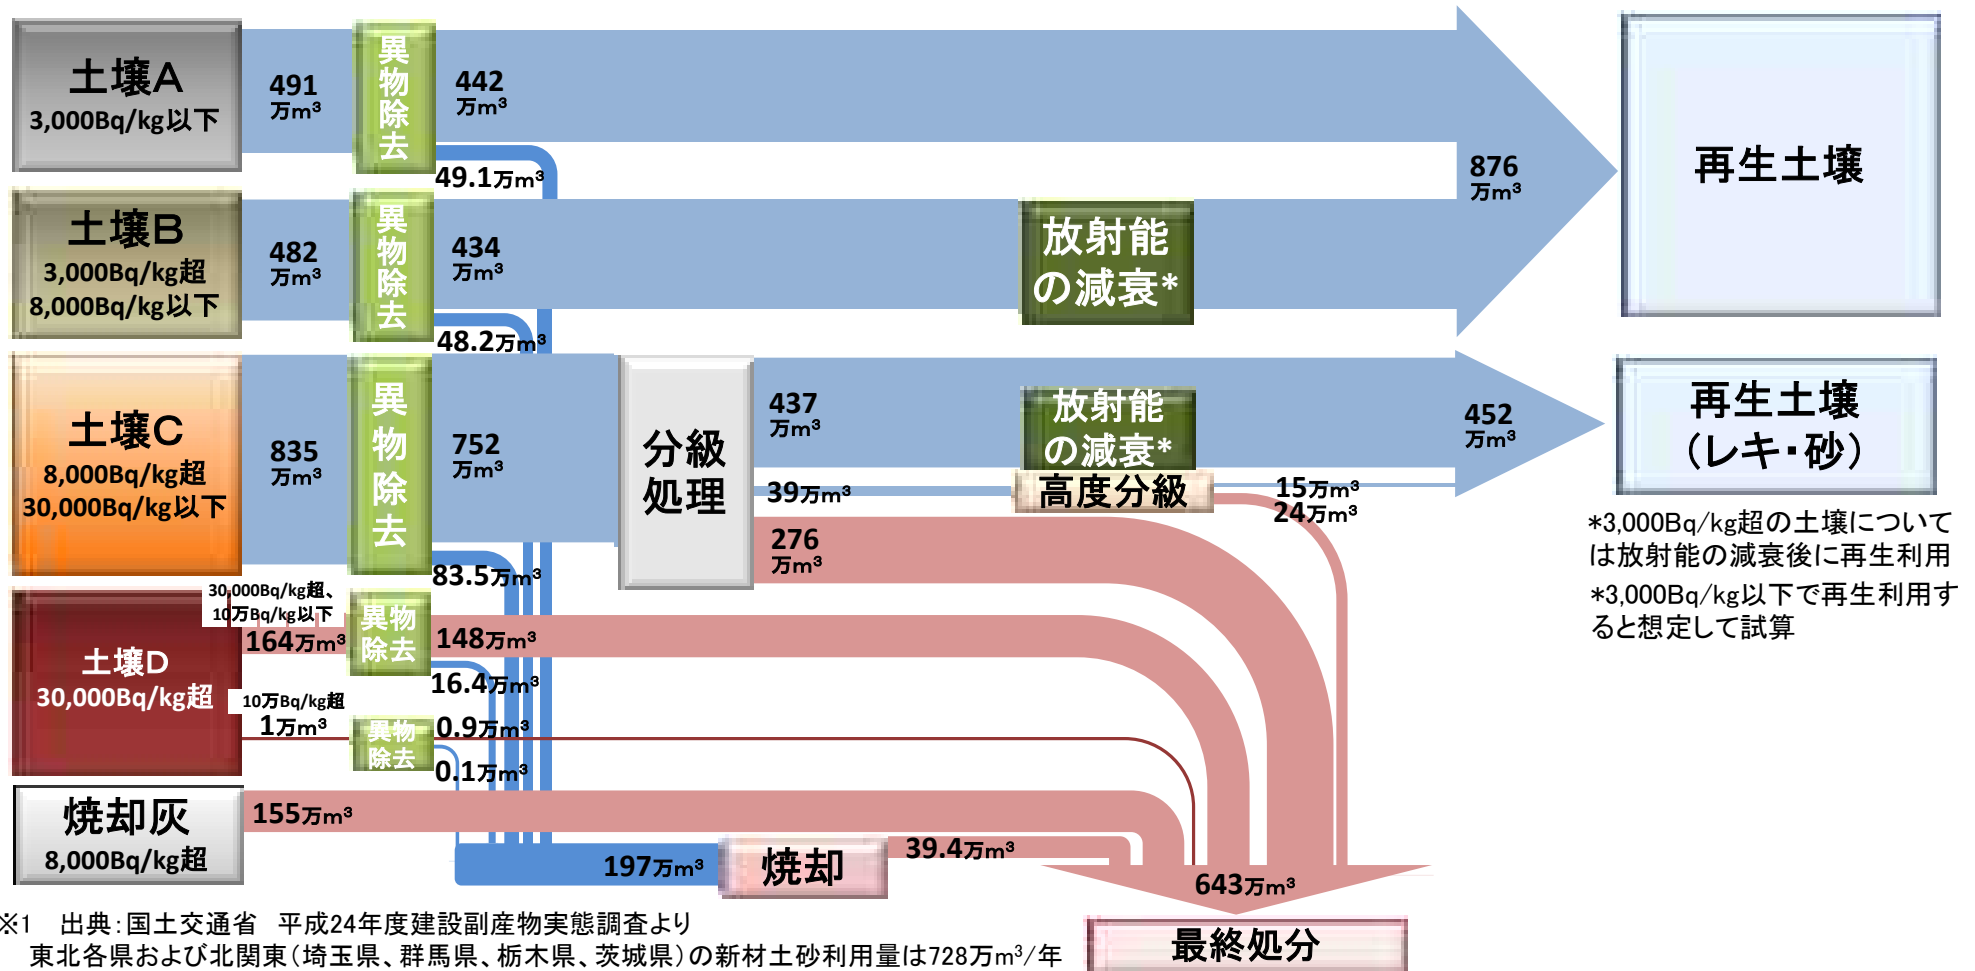 土壌A
3,000Bq/kg以下
491
万m³
異物除去
442
万m³
49.1万m³
876
万m³
再生土壌
土壌B
3,000Bq/kg超
8,000Bq/kg以下
482
万m³
異物除去
434
万m³
48.2万m³
放射能
の減衰*
土壌C
8,000Bq/kg超
30,000Bq/kg以下
835
万m³
異物除去
752
万m³
83.5万m³
分級
処理
437
万m³
放射能
の減衰*
452
万m³
再生土壌
（レキ・砂）
39万m³
高度分級
15万m³
24万m³
276
万m³
*3,000Bq/kg超の土壌について
は放射能の減衰後に再生利用
*3,000Bq/kg以下で再生利用す
ると想定して試算
土壌D
30,000Bq/kg超
30,000Bq/kg超、
10万Bq/kg以下
164万m³
異物
除去
148万m³
16.4万m³
10万Bq/kg超
1万m³
異物
除去
0.9万m³
0.1万m³
焼却灰
8,000Bq/kg超
155万m³
197万m³
焼却
39.4万m³
643万m³
最終処分
※1　出典：国土交通省　平成24年度建設副産物実態調査より
東北各県および北関東（埼玉県、群馬県、栃木県、茨城県）の新材土砂利用量は728万m³/年